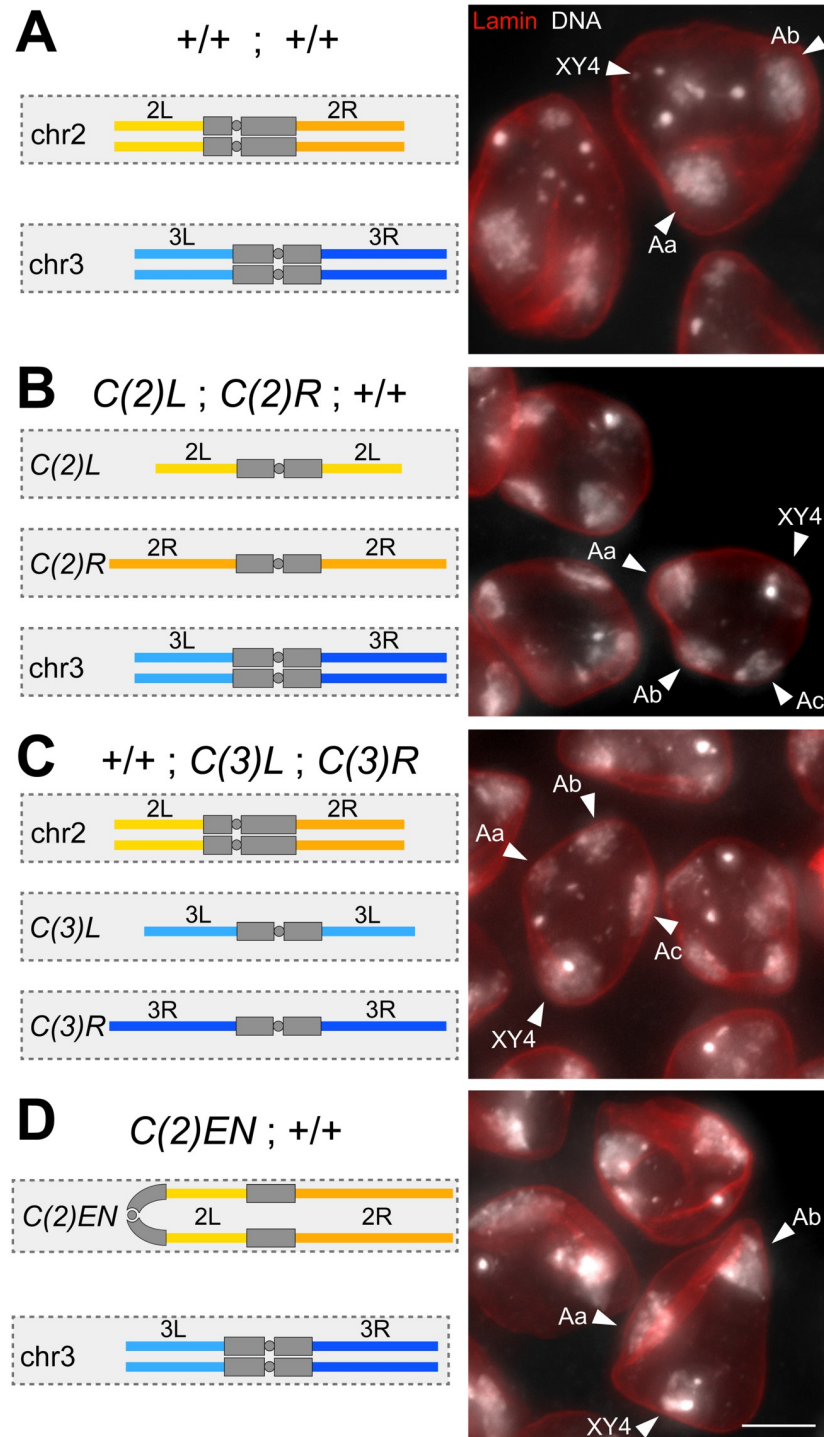 A
+/+ ; +/+
2L 2R
chr2
3L 3R
chr3
Lamin DNA
Ab
XY4
Aa
B
C(2)L ; C(2)R ; +/+
2L 2L
C(2)L
2R 2R
C(2)R
3L 3R
chr3
XY4
Aa
Ab
Ac
C
+/+ ; C(3)L ; C(3)R
2L 2R
chr2
3L 3L
C(3)L
3R 3R
C(3)R
Ab
Aa
Ac
XY4
D
C(2)EN ; +/+
C(2)EN
2L 2R
3L 3R
chr3
Ab
Aa
XY4